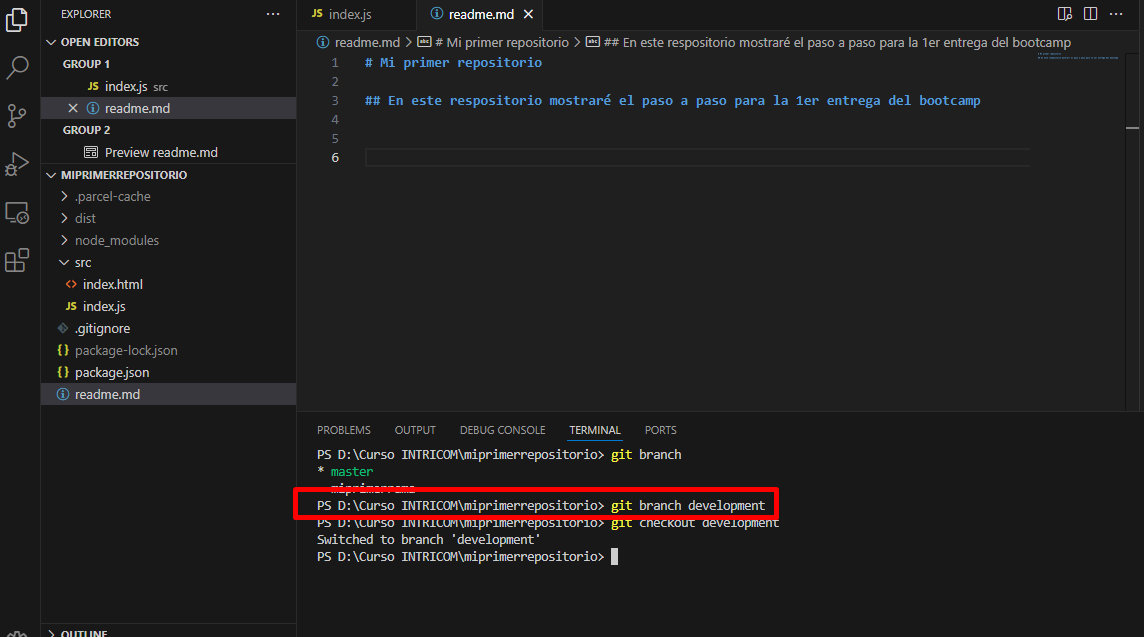 EXPLORER
OPEN EDITORS
GROUP 1
JS index.js src
readme.md
GROUP 2
Preview readme.md
MIPRIMERREPOSITORIO
.parcel-cache
dist
node_modules
src
<> index.html
JS index.js
.gitignore
{} package-lock.json
{} package.json
readme.md
OUTLINE
JS index.js
readme.md
readme.md > # Mi primer repositorio > ## En este respositorio mostraré el paso a paso para la 1er entrega del bootcamp
1 # Mi primer repositorio
2
3 ## En este respositorio mostraré el paso a paso para la 1er entrega del bootcamp
4
5
6
PROBLEMS OUTPUT DEBUG CONSOLE TERMINAL PORTS
PS D:\Curso INTRICOM\miprimerrepositorio> git branch
* master
miprimerrama
PS D:\Curso INTRICOM\miprimerrepositorio> git branch development
PS D:\Curso INTRICOM\miprimerrepositorio> git checkout development
Switched to branch 'development'
PS D:\Curso INTRICOM\miprimerrepositorio>